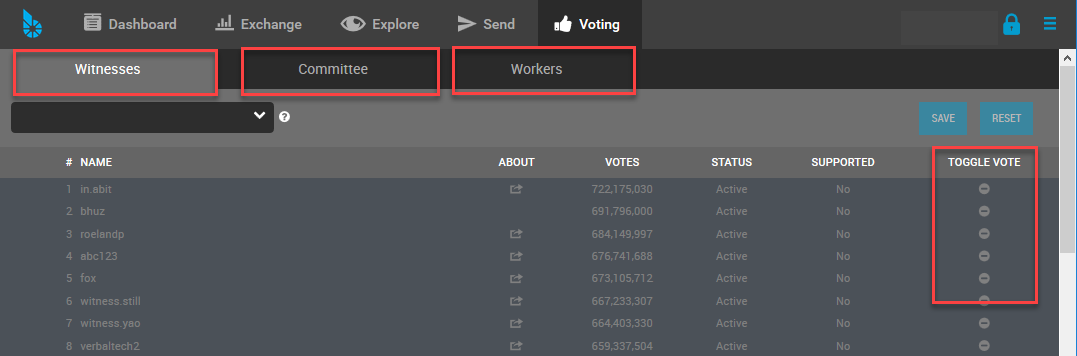 Dashboard Exchange Explore Send Voting
Witnesses Committee Workers
SAVE RESET
# NAME ABOUT VOTES STATUS SUPPORTED TOGGLE VOTE
1 in.abit 722,175,030 Active No
2 bhuz 691,796,000 Active No
3 roelandp 684,149,997 Active No
4 abc123 676,741,688 Active No
5 fox 673,105,712 Active No
6 witness.still 667,233,307 Active No
7 witness.yao 664,403,330 Active No
8 verbaltech2 659,337,504 Active No